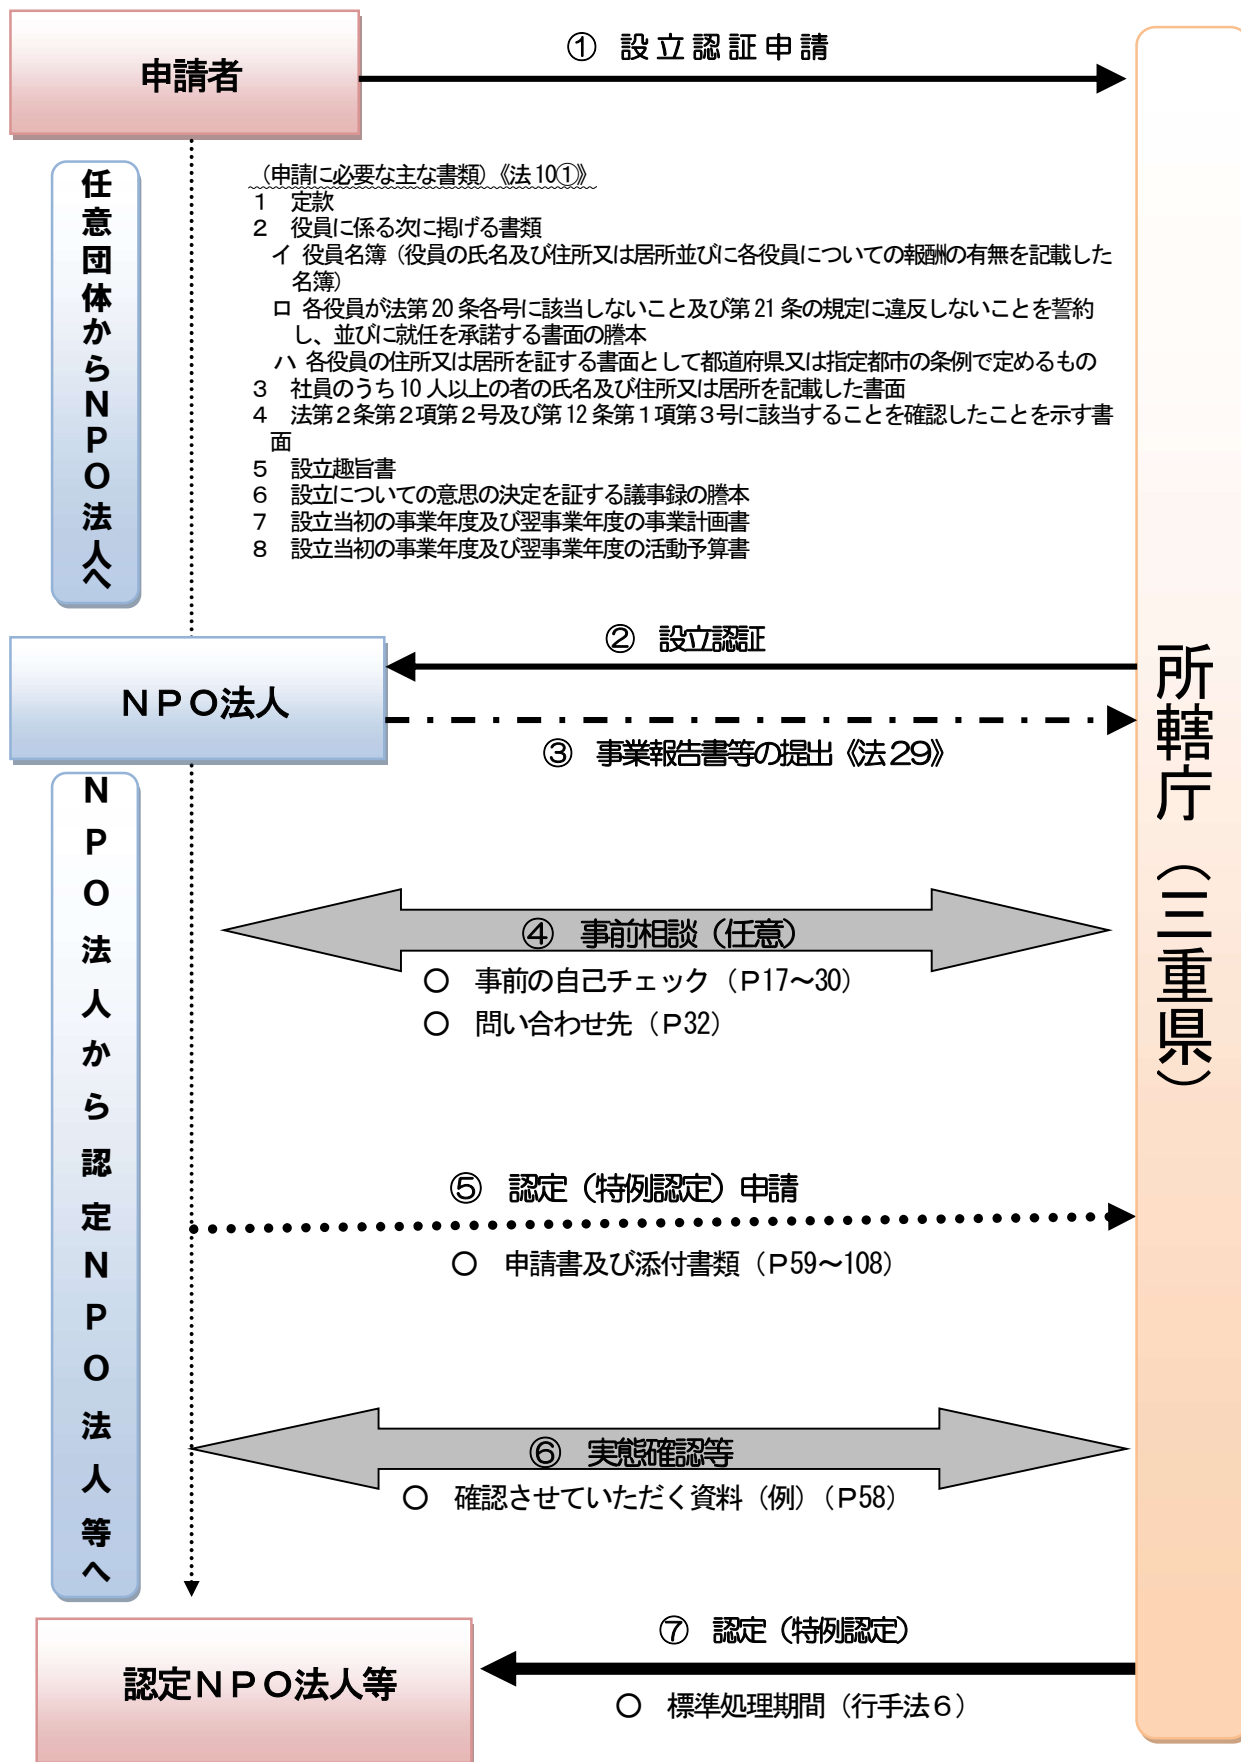 申請者
① 設立認証申請
任意団体からＮＰＯ法人へ
（申請に必要な主な書類）《法10①》
１　定款
２　役員に係る次に掲げる書類
イ 役員名簿（役員の氏名及び住所又は居所並びに各役員についての報酬の有無を記載した
名簿）
ロ 各役員が法第20条各号に該当しないこと及び第21条の規定に違反しないことを誓約
し、並びに就任を承諾する書面の謄本
ハ 各役員の住所又は居所を証する書面として都道府県又は指定都市の条例で定めるもの
３　社員のうち10人以上の者の氏名及び住所又は居所を記載した書面
４　法第２条第２項第２号及び第12条第１項第３号に該当することを確認したことを示す書
面
５　設立趣旨書
６　設立についての意思の決定を証する議事録の謄本
７　設立当初の事業年度及び翌事業年度の事業計画書
８　設立当初の事業年度及び翌事業年度の活動予算書
② 設立認証
ＮＰＯ法人
③ 事業報告書等の提出《法29》
所轄庁（三重県）
ＮＰＯ法人から認定ＮＰＯ法人等へ
④ 事前相談（任意）
○ 事前の自己チェック（Ｐ17～30）
○ 問い合わせ先（Ｐ32）
⑤ 認定（特例認定）申請
○ 申請書及び添付書類（Ｐ59～108）
⑥ 実態確認等
○ 確認させていただく資料（例）（Ｐ58）
⑦ 認定（特例認定）
認定ＮＰＯ法人等
○ 標準処理期間（行手法６）